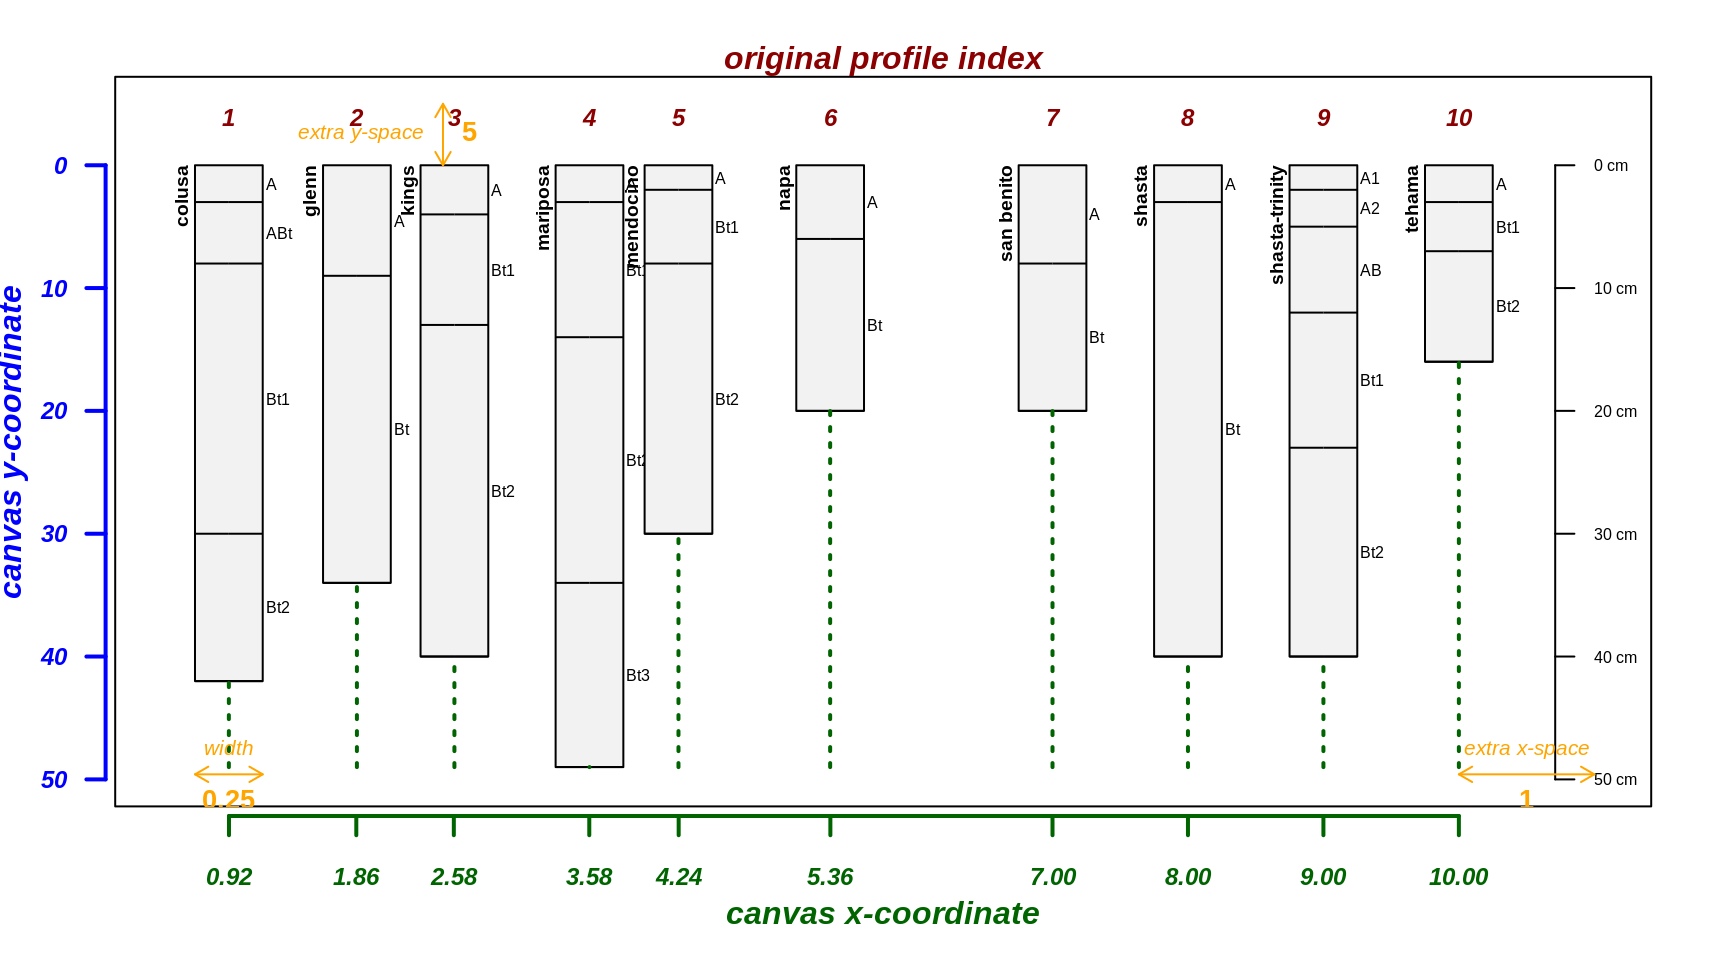 original profile index
1 2 3 4 5 6 7 8 9 10
extra y-space 5
canvas y-coordinate
0
10
20
30
40
50
colusa
A
ABt
Bt1
Bt2
glenn
A
Bt
kings
A
Bt1
Bt2
mariposa
A
Bt1
Bt2
Bt3
mendocino
A
Bt1
Bt2
napa
A
Bt
san benito
A
Bt
shasta
A
Bt
shasta-trinity
A1
A2
AB
Bt1
Bt2
tehama
A
Bt1
Bt2
0 cm
10 cm
20 cm
30 cm
40 cm
50 cm
width
0.25
extra x-space
1
0.92 1.86 2.58 3.58 4.24 5.36 7.00 8.00 9.00 10.00
canvas x-coordinate